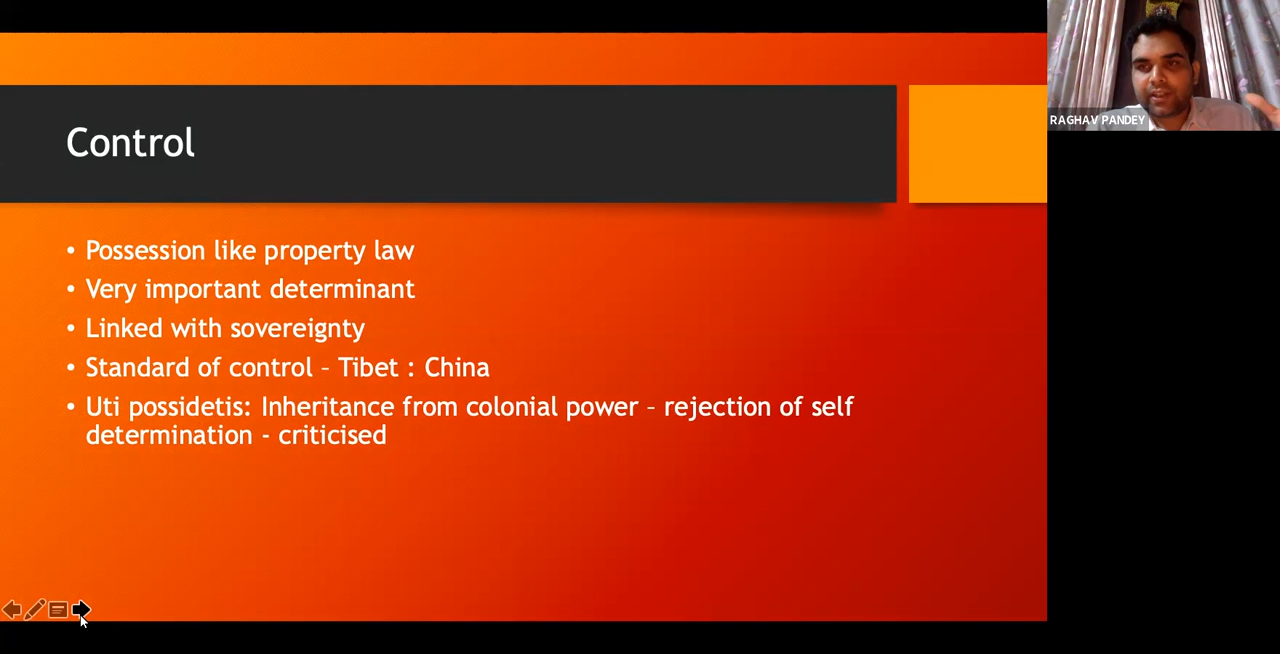 Control
• Possession like property law
• Very important determinant
• Linked with sovereignty
• Standard of control – Tibet : China
• Uti possidetis: Inheritance from colonial power – rejection of self
determination - criticised
RAGHAV PANDEY